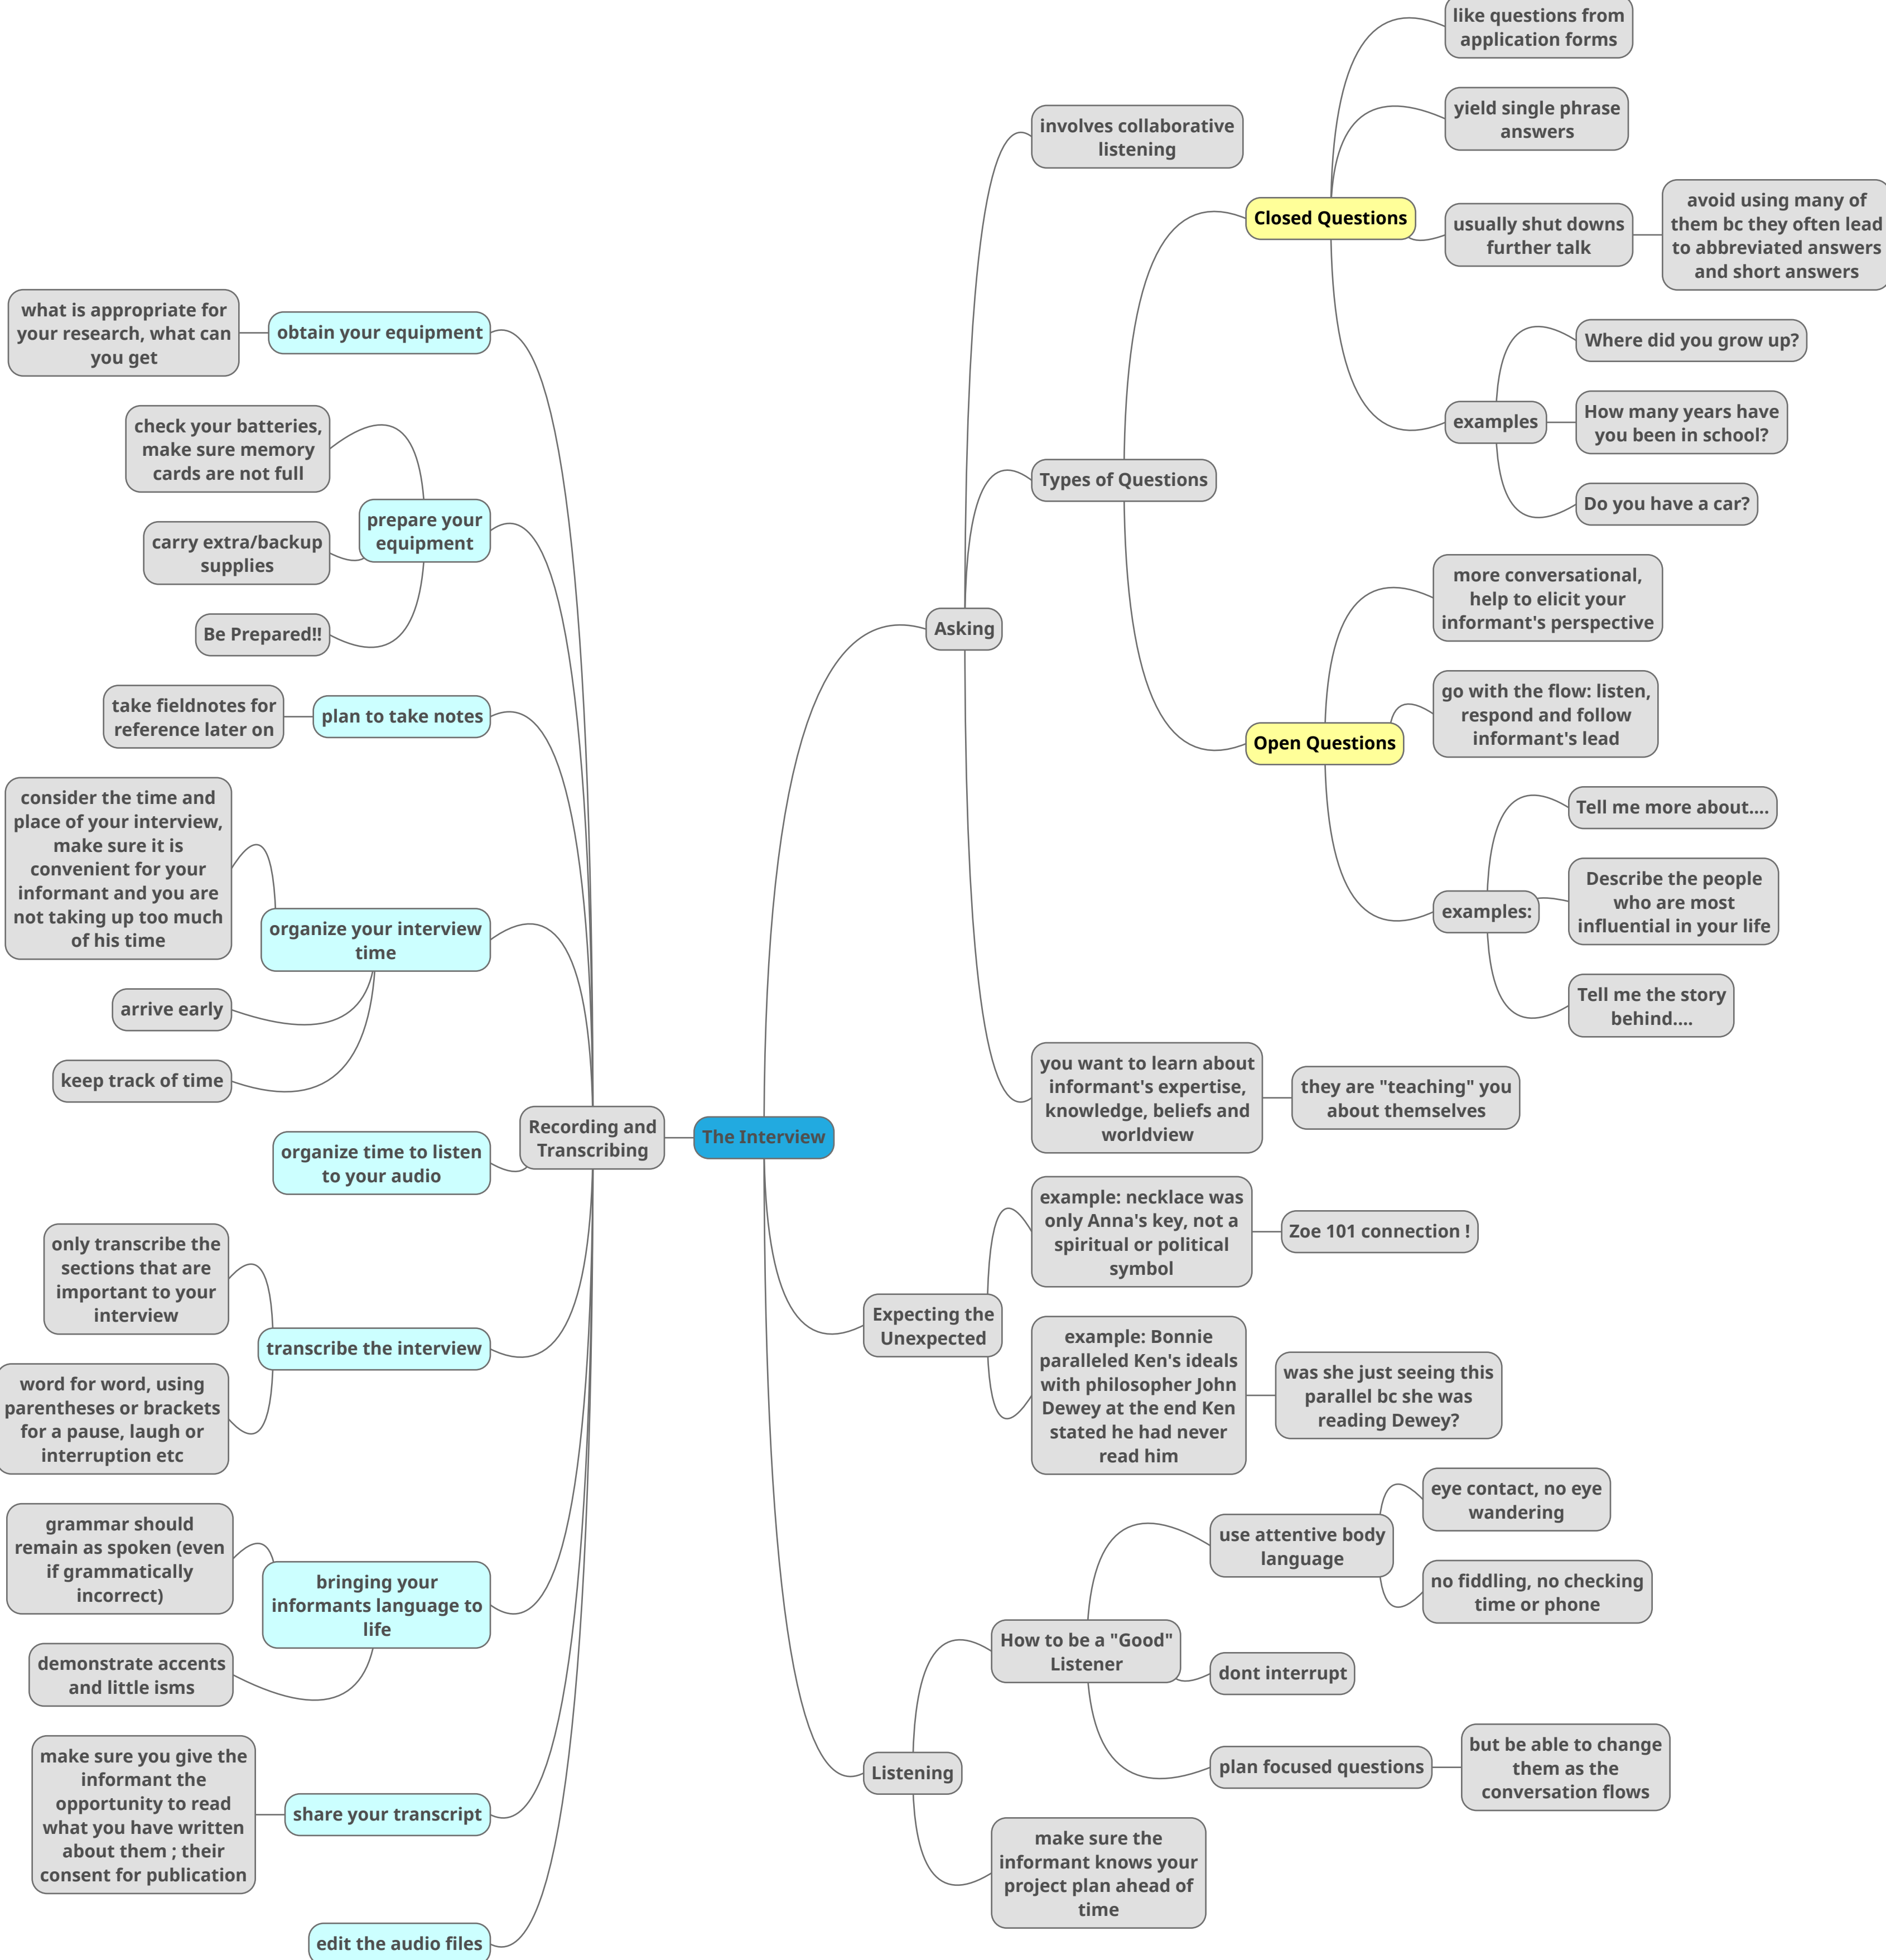 The Interview
Asking
involves collaborative
listening
Types of Questions
Closed Questions
like questions from
application forms
yield single phrase
answers
usually shut downs
further talk
avoid using many of
them bc they often lead
to abbreviated answers
and short answers
examples
Where did you grow up?
How many years have
you been in school?
Do you have a car?
Open Questions
more conversational,
help to elicit your
informant's perspective
go with the flow: listen,
respond and follow
informant's lead
examples:
Tell me more about....
Describe the people
who are most
influential in your life
Tell me the story
behind....
you want to learn about
informant's expertise,
knowledge, beliefs and
worldview
they are "teaching" you
about themselves
Expecting the
Unexpected
example: necklace was
only Anna's key, not a
spiritual or political
symbol
Zoe 101 connection !
example: Bonnie
paralleled Ken's ideals
with philosopher John
Dewey at the end Ken
stated he had never
read him
was she just seeing this
parallel bc she was
reading Dewey?
Listening
How to be a "Good"
Listener
use attentive body
language
eye contact, no eye
wandering
no fiddling, no checking
time or phone
dont interrupt
plan focused questions
but be able to change
them as the
conversation flows
make sure the
informant knows your
project plan ahead of
time
Recording and
Transcribing
obtain your equipment
what is appropriate for
your research, what can
you get
prepare your
equipment
check your batteries,
make sure memory
cards are not full
carry extra/backup
supplies
Be Prepared!!
plan to take notes
take fieldnotes for
reference later on
organize your interview
time
consider the time and
place of your interview,
make sure it is
convenient for your
informant and you are
not taking up too much
of his time
arrive early
keep track of time
organize time to listen
to your audio
transcribe the interview
only transcribe the
sections that are
important to your
interview
word for word, using
parentheses or brackets
for a pause, laugh or
interruption etc
bringing your
informants language to
life
grammar should
remain as spoken (even
if grammatically
incorrect)
demonstrate accents
and little isms
share your transcript
make sure you give the
informant the
opportunity to read
what you have written
about them ; their
consent for publication
edit the audio files